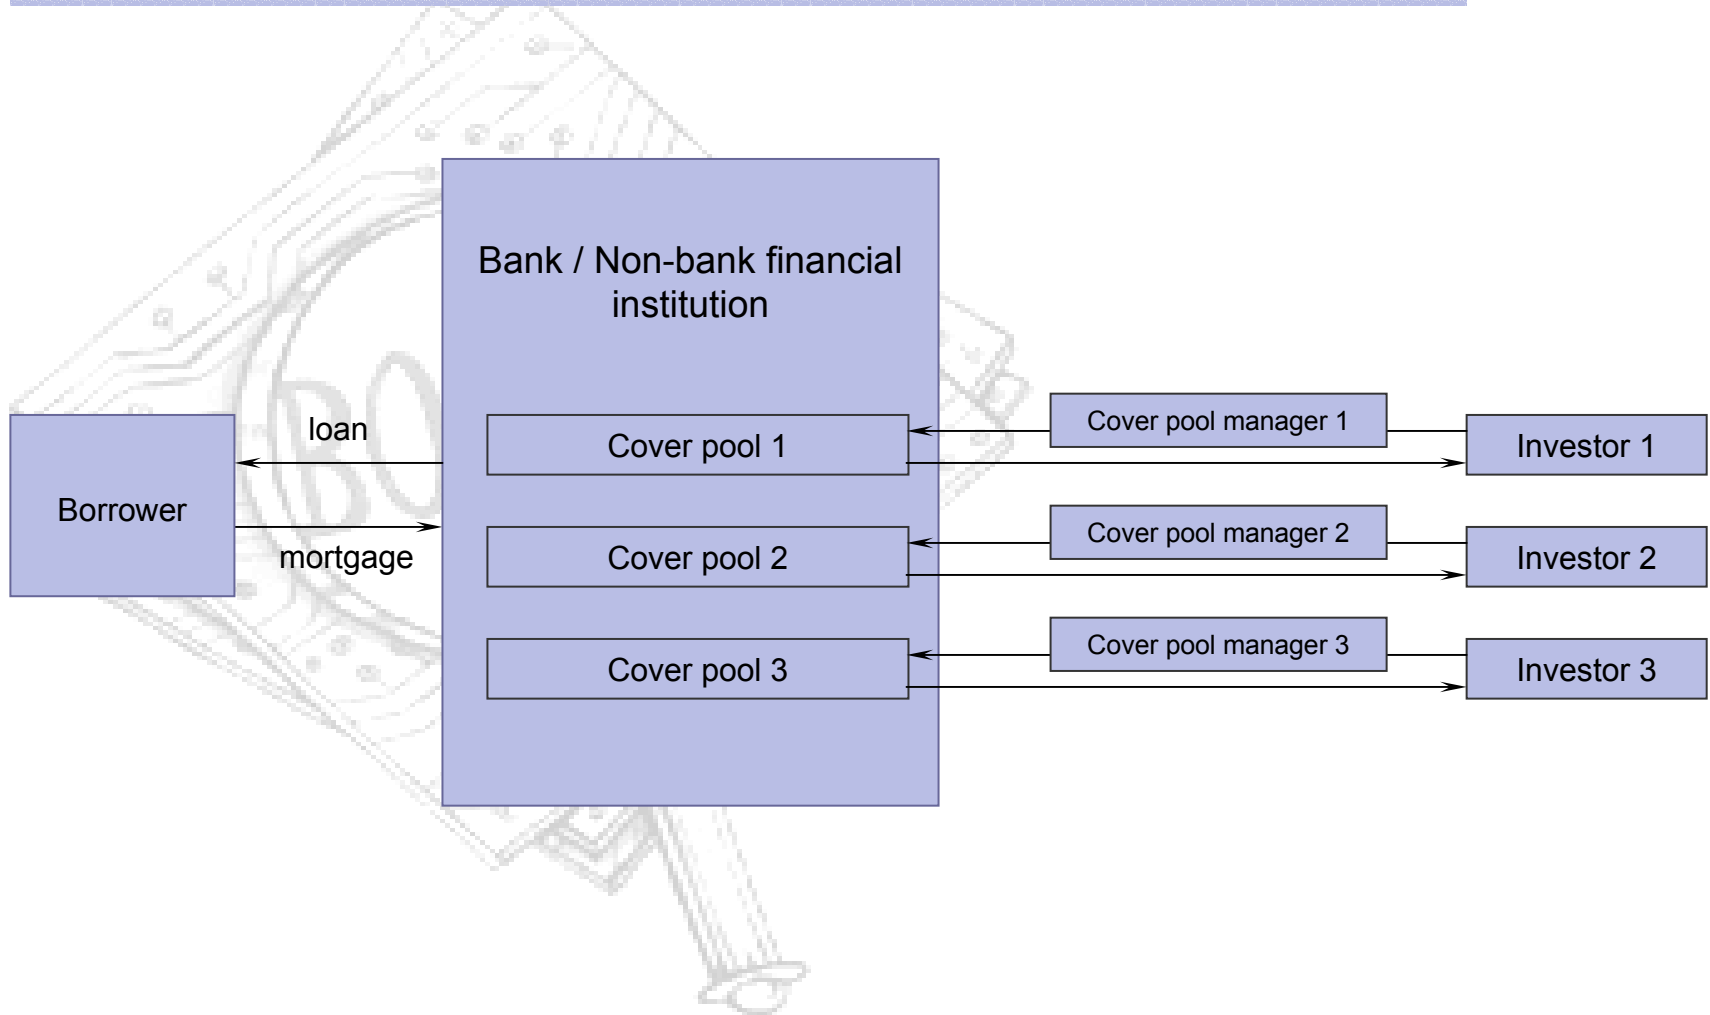 Bank / Non-bank financial
institution
Borrower
loan
mortgage
Cover pool 1
Cover pool manager 1
Investor 1
Cover pool 2
Cover pool manager 2
Investor 2
Cover pool 3
Cover pool manager 3
Investor 3